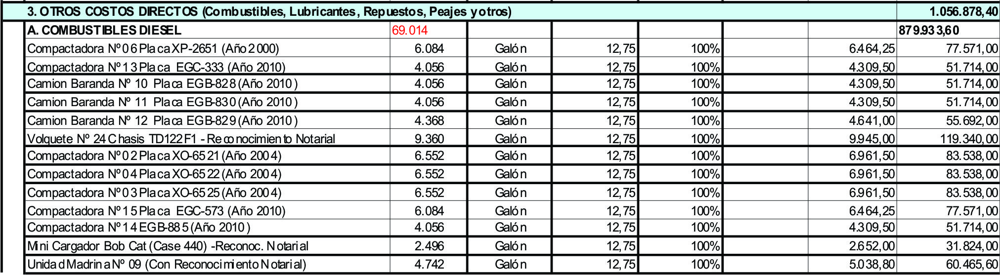 3. OTROS COSTOS DIRECTOS (Combustibles, Lubricantes, Repuestos, Peajes y otros) 1.056.878,40
A. COMBUSTIBLES DIESEL 69.014 879.933,60
Compactadora Nº 06 Placa XP-2651 (Año 2000) 6.084 Galón 12,75 100% 6.464,25 77.571,00
Compactadora Nº 13 Placa EGC-333 (Año 2010) 4.056 Galón 12,75 100% 4.309,50 51.714,00
Camion Baranda Nº 10 Placa EGB-828 (Año 2010) 4.056 Galón 12,75 100% 4.309,50 51.714,00
Camion Baranda Nº 11 Placa EGB-830 (Año 2010) 4.056 Galón 12,75 100% 4.309,50 51.714,00
Camion Baranda Nº 12 Placa EGB-829 (Año 2010) 4.368 Galón 12,75 100% 4.641,00 55.692,00
Volquete Nº 24 Chasis TD122F1 - Reconocimiento Notarial 9.360 Galón 12,75 100% 9.945,00 119.340,00
Compactadora Nº 02 Placa XO-6521 (Año 2004) 6.552 Galón 12,75 100% 6.961,50 83.538,00
Compactadora Nº 04 Placa XO-6522 (Año 2004) 6.552 Galón 12,75 100% 6.961,50 83.538,00
Compactadora Nº 03 Placa XO-6525 (Año 2004) 6.552 Galón 12,75 100% 6.961,50 83.538,00
Compactadora Nº 15 Placa EGC-573 (Año 2010) 6.084 Galón 12,75 100% 6.464,25 77.571,00
Compactadora Nº 14 EGB-885 (Año 2010) 4.056 Galón 12,75 100% 4.309,50 51.714,00
Mini Cargador Bob Cat (Case 440) -Reconoc. Notarial 2.496 Galón 12,75 100% 2.652,00 31.824,00
Unidad Madrina Nº 09 (Con Reconocimiento Notarial) 4.742 Galón 12,75 100% 5.038,80 60.465,60